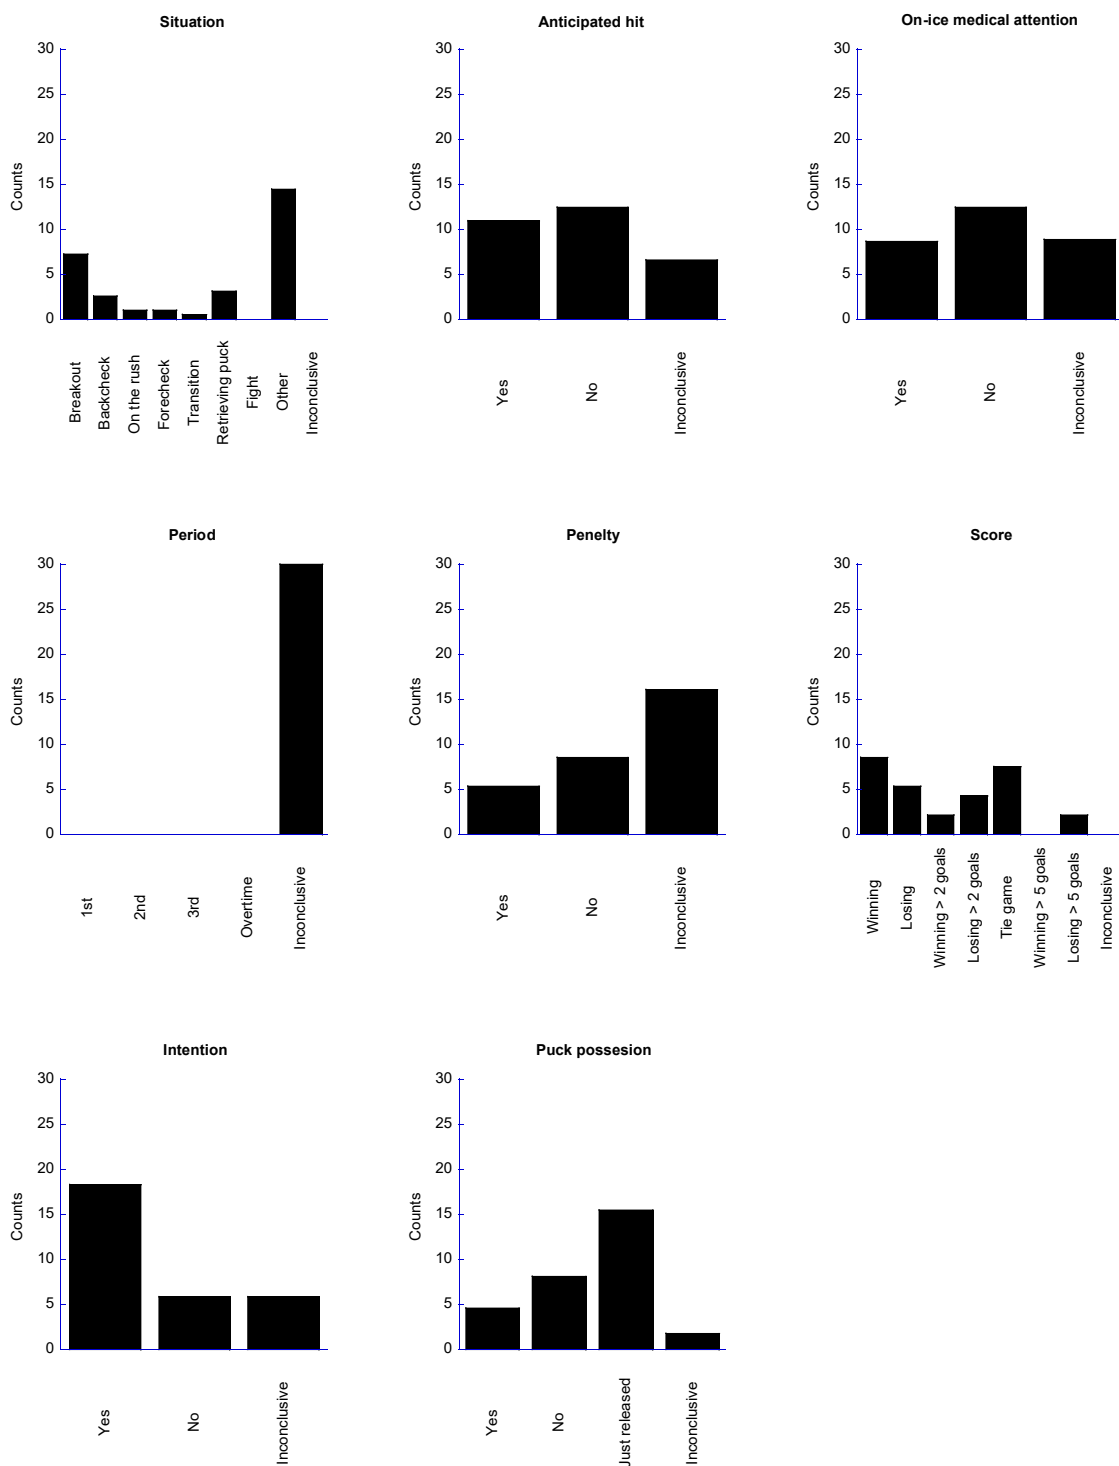 Situation
30
25
20
15
10
5
0
Counts
Breakout
Backcheck
On the rush
Forecheck
Transition
Retrieving puck
Fight
Other
Inconclusive
Anticipated hit
30
25
20
15
10
5
0
Counts
Yes
No
Inconclusive
On-ice medical attention
30
25
20
15
10
5
0
Counts
Yes
No
Inconclusive
Period
30
25
20
15
10
5
0
Counts
1st
2nd
3rd
Overtime
Inconclusive
Penelty
30
25
20
15
10
5
0
Counts
Yes
No
Inconclusive
Score
30
25
20
15
10
5
0
Counts
Winning
Losing
Winning > 2 goals
Losing > 2 goals
Tie game
Winning > 5 goals
Losing > 5 goals
Inconclusive
Intention
30
25
20
15
10
5
0
Counts
Yes
No
Inconclusive
Puck possesion
30
25
20
15
10
5
0
Counts
Yes
No
Just released
Inconclusive